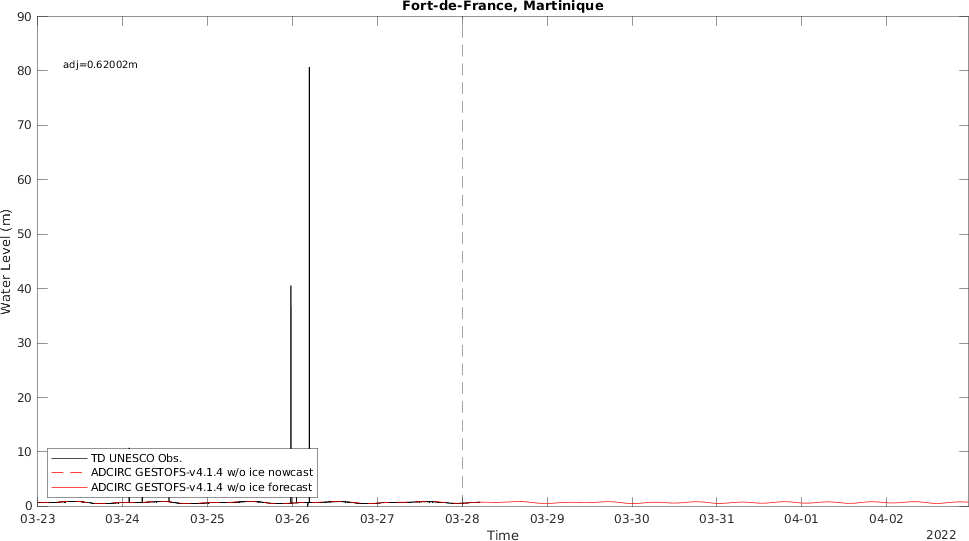 Fort-de-France, Martinique
adj=0.62002m
Water Level (m)
90
80
70
60
50
40
30
20
10
0
TD UNESCO Obs.
ADCIRC GESTOFS-v4.1.4 w/o ice nowcast
ADCIRC GESTOFS-v4.1.4 w/o ice forecast
03-23 03-24 03-25 03-26 03-27 03-28 03-29 03-30 03-31 04-01 04-02
Time
2022